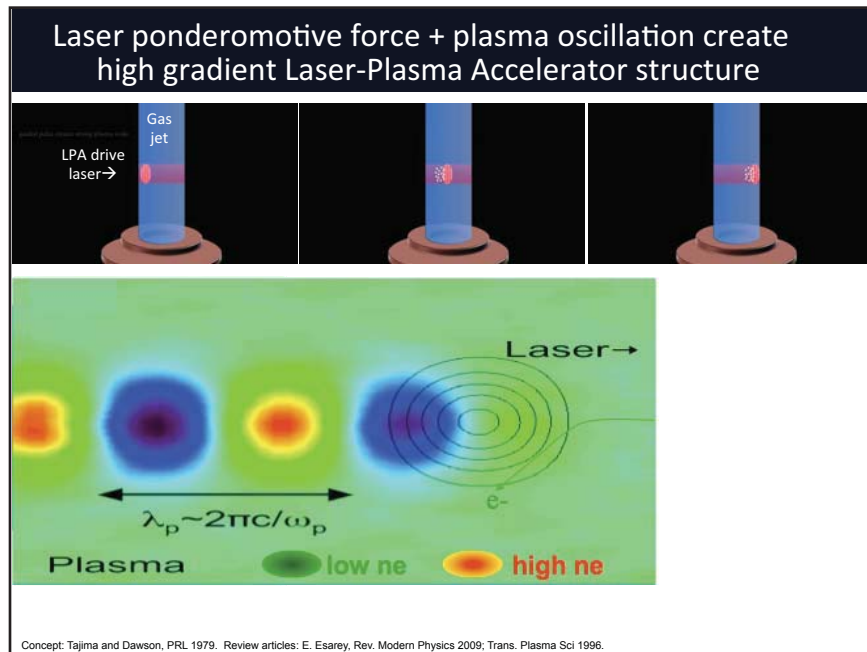 Laser ponderomotive force + plasma oscillation create
high gradient Laser-Plasma Accelerator structure
Gas
jet
LPA drive
laser→
Laser→
e-
λp~2πc/ωp
Plasma
low ne
high ne
Concept: Tajima and Dawson, PRL 1979. Review articles: E. Esarey, Rev. Modern Physics 2009; Trans. Plasma Sci 1996.